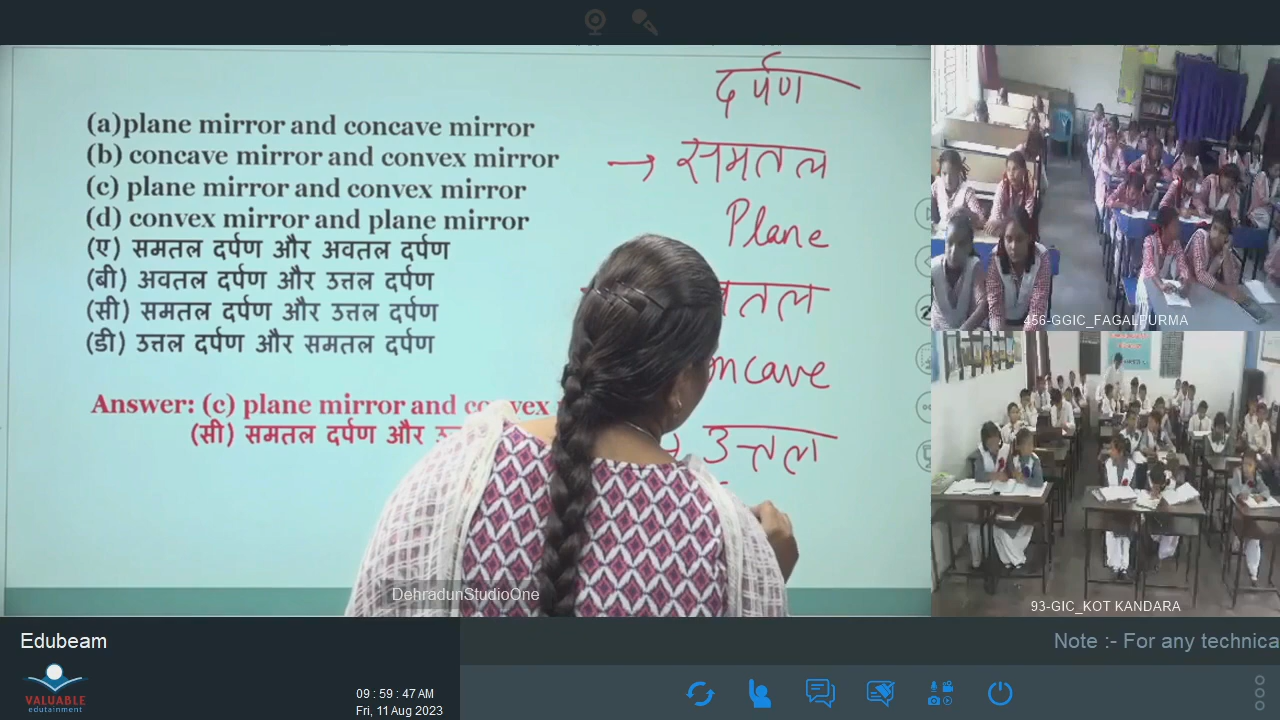 (a)plane mirror and concave mirror
(b) concave mirror and convex mirror
(c) plane mirror and convex mirror
(d) convex mirror and plane mirror
(ए) समतल दर्पण और अवतल दर्पण
(बी) अवतल दर्पण और उत्तल दर्पण
(सी) समतल दर्पण और उत्तल दर्पण
(डी) उत्तल दर्पण और समतल दर्पण
Answer: (c) plane mirror and convex
(सी) समतल दर्पण और
दर्पण
→ समतल
Plane
वतल
oncave
उत्तल
DehradunStudioOne
456-GGIC_FAGALPURMA
93-GIC_KOT KANDARA
Edubeam
Note :- For any technica
VALUABLE
edutainment
09 : 59 : 47 AM
Fri, 11 Aug 2023